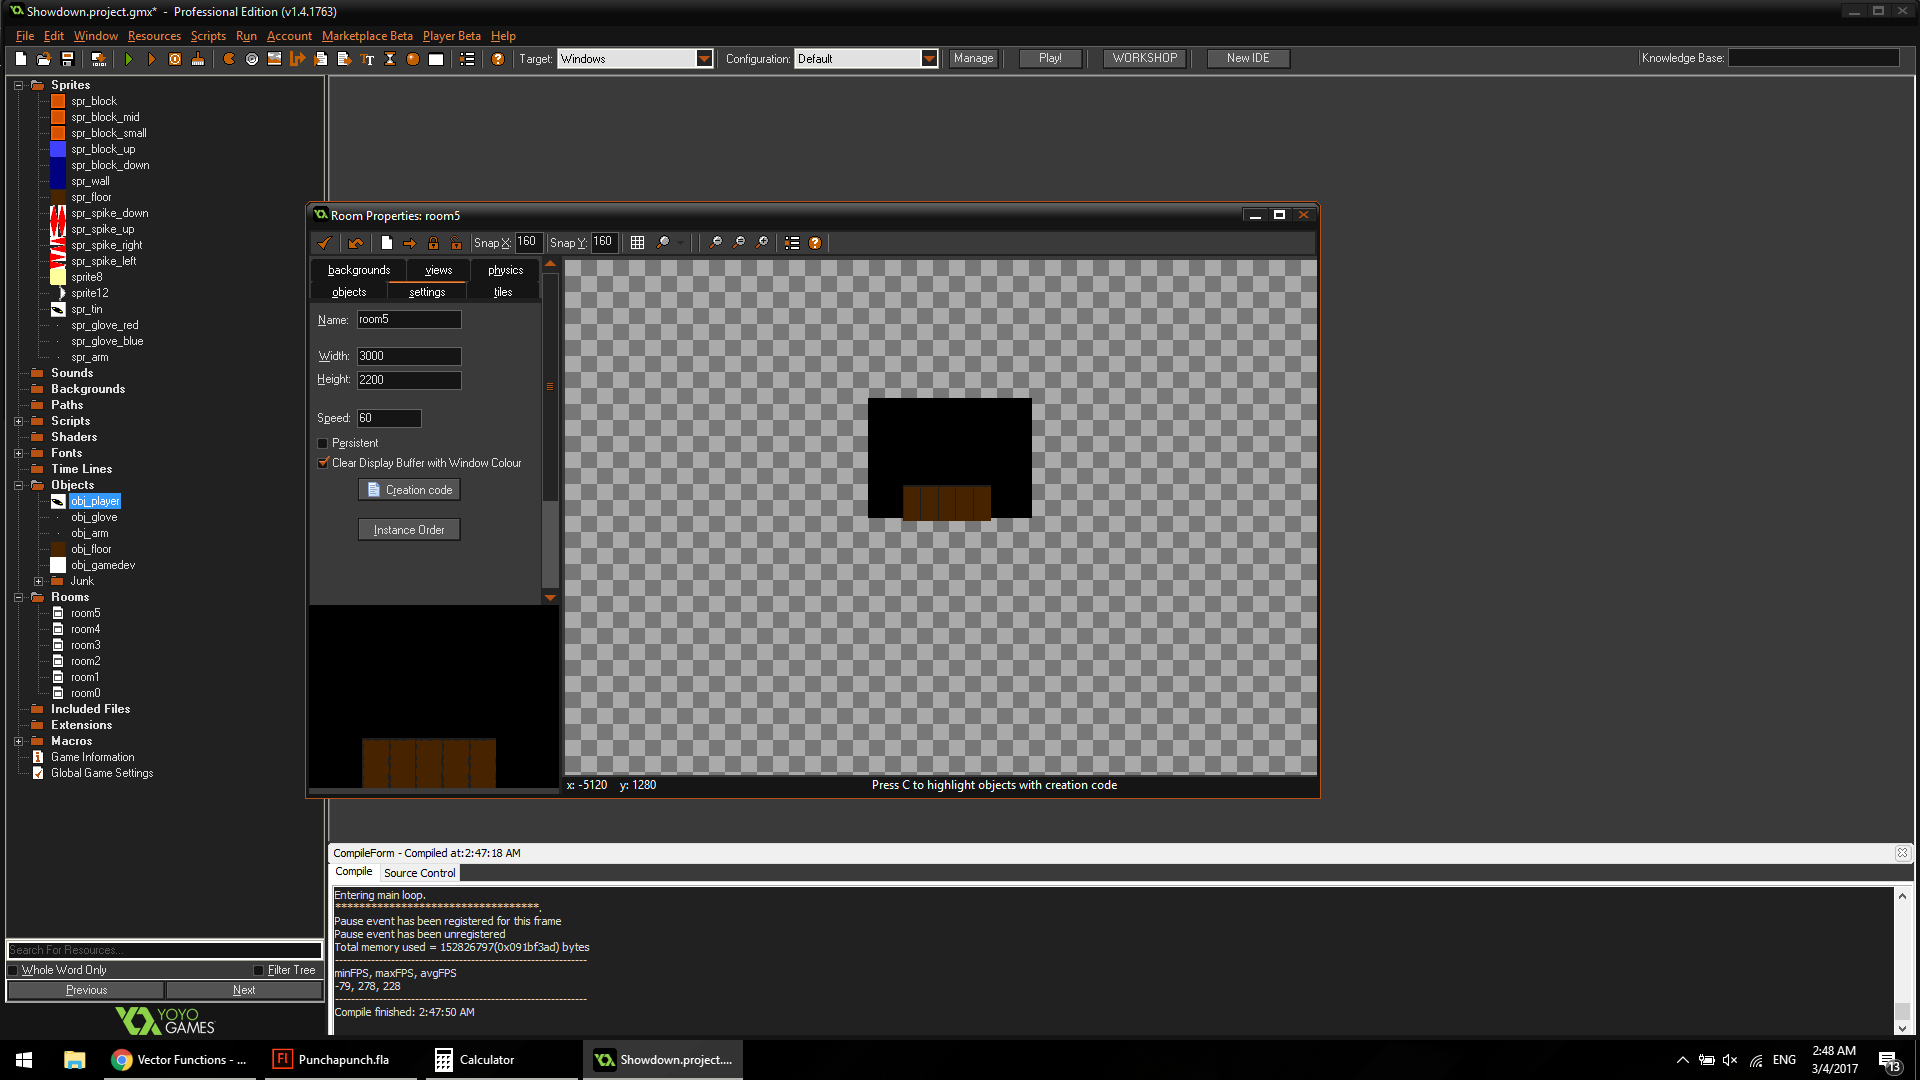 Showdown.project.gmx* - Professional Edition (v1.4.1763)
File Edit Window Resources Scripts Run Account Marketplace Beta Player Beta Help
Target: Windows Configuration: Default Manage Play! WORKSHOP New IDE Knowledge Base:
Sprites
spr_block
spr_block_mid
spr_block_small
spr_block_up
spr_block_down
spr_wall
spr_floor
spr_spike_down
spr_spike_up
spr_spike_right
spr_spike_left
sprite8
sprite12
spr_tin
spr_glove_red
spr_glove_blue
spr_arm
Sounds
Backgrounds
Paths
Scripts
Shaders
Fonts
Time Lines
Objects
obj_player
obj_glove
obj_arm
obj_floor
obj_gamedev
Junk
Rooms
room5
room4
room3
room2
room1
room0
Included Files
Extensions
Macros
Game Information
Global Game Settings
Search For Resources...
Whole Word Only Filter Tree
Previous Next
YOYO
GAMES
Room Properties: room5
Snap X: 160 Snap Y: 160
backgrounds views physics
objects settings tiles
Name: room5
Width: 3000
Height: 2200
Speed: 60
Persistent
Clear Display Buffer with Window Colour
Creation code
Instance Order
x: -5120 y: 1280 Press C to highlight objects with creation code
CompileForm - Compiled at:2:47:18 AM
Compile Source Control
Entering main loop.
***********************************.
Pause event has been registered for this frame
Pause event has been unregistered
Total memory used = 152826797(0x091bf3ad) bytes
minFPS, maxFPS, avgFPS
-79, 278, 228
Compile finished: 2:47:50 AM
Vector Functions - ... Fl Punchapunch.fla Calculator Showdown.project.... ENG 2:48 AM
3/4/2017 13